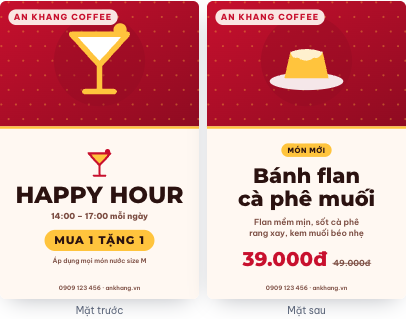 AN KHANG COFFEE
HAPPY HOUR
14:00 – 17:00 mỗi ngày
MUA 1 TẶNG 1
Áp dụng mọi món nước size M
0909 123 456 · ankhang.vn
Mặt trước
AN KHANG COFFEE
MÓN MỚI
Bánh flan
cà phê muối
Flan mềm mịn, sốt cà phê
rang xay, kem muối béo nhẹ
39.000đ 49.000đ
0909 123 456 · ankhang.vn
Mặt sau